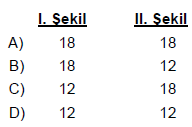 I. Şekil II. Şekil
A) 18 18
B) 18 12
C) 12 18
D) 12 12